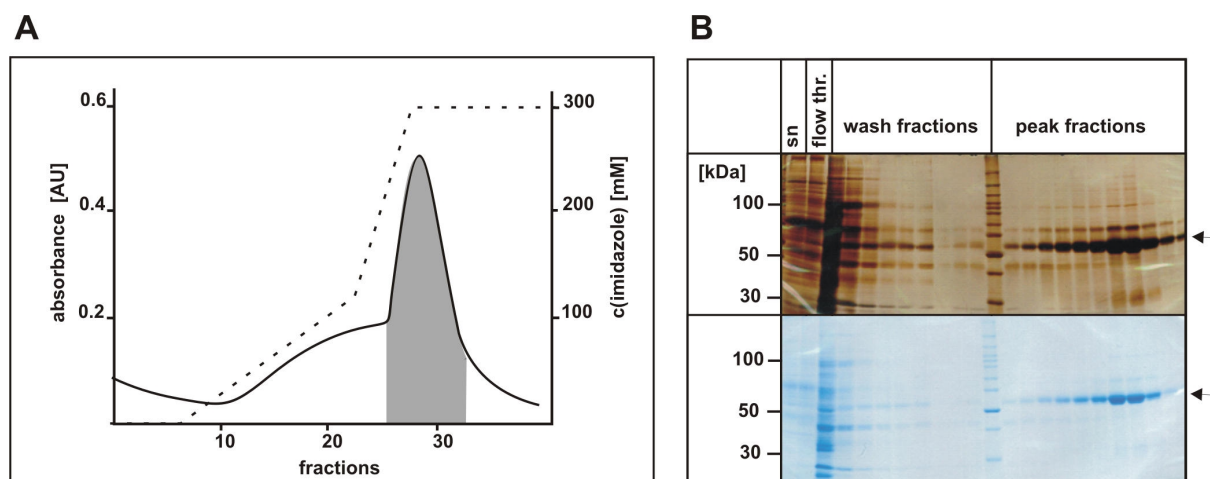 A
absorbance [AU]
0.6
0.4
0.2
10
20
30
fractions
300
200
100
c(imidazole) [mM]
B
sn
flow thr.
wash fractions
peak fractions
[kDa]
100
50
30
100
50
30